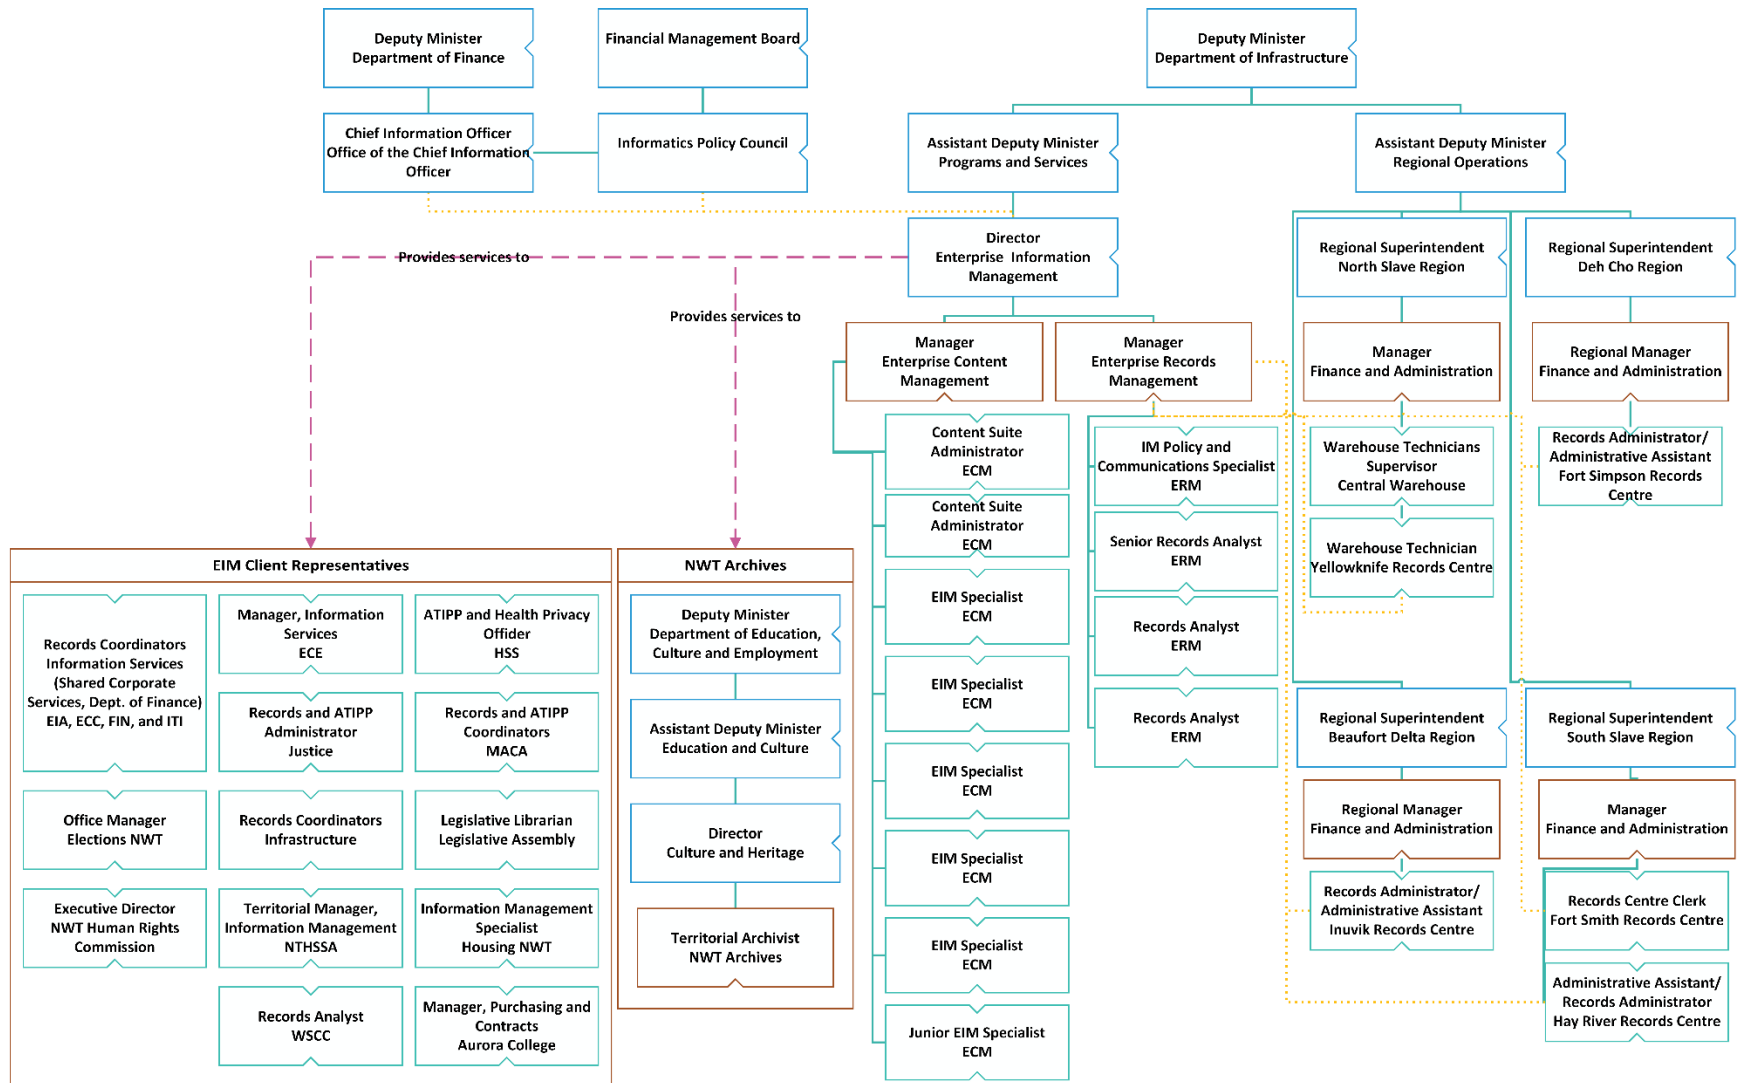 Deputy Minister
Department of Finance
Financial Management Board
Deputy Minister
Department of Infrastructure
Chief Information Officer
Office of the Chief Information
Officer
Informatics Policy Council
Assistant Deputy Minister
Programs and Services
Assistant Deputy Minister
Regional Operations
Director
Enterprise Information
Management
Regional Superintendent
North Slave Region
Regional Superintendent
Deh Cho Region
Provides services to
Provides services to
Manager
Enterprise Content
Management
Manager
Enterprise Records
Management
Manager
Finance and Administration
Regional Manager
Finance and Administration
Content Suite
Administrator
ECM
Content Suite
Administrator
ECM
EIM Specialist
ECM
EIM Specialist
ECM
EIM Specialist
ECM
EIM Specialist
ECM
EIM Specialist
ECM
Junior EIM Specialist
ECM
IM Policy and
Communications Specialist
ERM
Senior Records Analyst
ERM
Records Analyst
ERM
Records Analyst
ERM
Warehouse Technicians
Supervisor
Central Warehouse
Warehouse Technician
Yellowknife Records Centre
Records Administrator/
Administrative Assistant
Fort Simpson Records
Centre
Regional Superintendent
Beaufort Delta Region
Regional Superintendent
South Slave Region
Regional Manager
Finance and Administration
Manager
Finance and Administration
Records Administrator/
Administrative Assistant
Inuvik Records Centre
Records Centre Clerk
Fort Smith Records Centre
Administrative Assistant/
Records Administrator
Hay River Records Centre
EIM Client Representatives
Records Coordinators
Information Services
(Shared Corporate
Services, Dept. of Finance)
EIA, ECC, FIN, and ITI
Manager, Information
Services
ECE
ATIPP and Health Privacy
Offider
HSS
Records and ATIPP
Administrator
Justice
Records and ATIPP
Coordinators
MACA
Office Manager
Elections NWT
Records Coordinators
Infrastructure
Legislative Librarian
Legislative Assembly
Executive Director
NWT Human Rights
Commission
Territorial Manager,
Information Management
NTHSSA
Information Management
Specialist
Housing NWT
Records Analyst
WSCC
Manager, Purchasing and
Contracts
Aurora College
NWT Archives
Deputy Minister
Department of Education,
Culture and Employment
Assistant Deputy Minister
Education and Culture
Director
Culture and Heritage
Territorial Archivist
NWT Archives